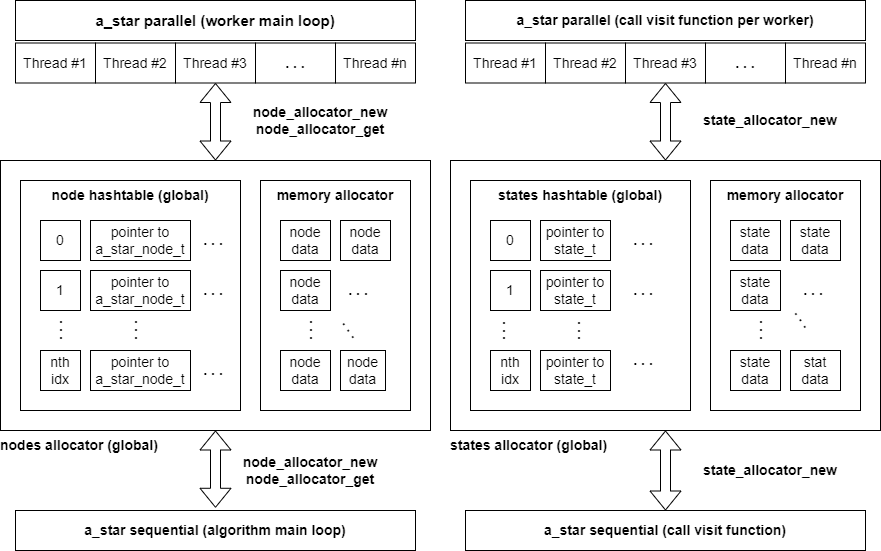 a_star parallel (worker main loop)
Thread #1 Thread #2 Thread #3 ... Thread #n
node_allocator_new
node_allocator_get
node hashtable (global)
0
pointer to
a_star_node_t
...
1
pointer to
a_star_node_t
...
nth
idx
pointer to
a_star_node_t
...
memory allocator
node
data
node
data
node
data
...
node
data
node
data
nodes allocator (global)
node_allocator_new
node_allocator_get
a_star sequential (algorithm main loop)
a_star parallel (call visit function per worker)
Thread #1 Thread #2 Thread #3 ... Thread #n
state_allocator_new
states hashtable (global)
0
pointer to
state_t
...
1
pointer to
state_t
...
nth
idx
pointer to
state_t
...
memory allocator
state
data
state
data
state
data
...
state
data
stat
data
states allocator (global)
state_allocator_new
a_star sequential (call visit function)